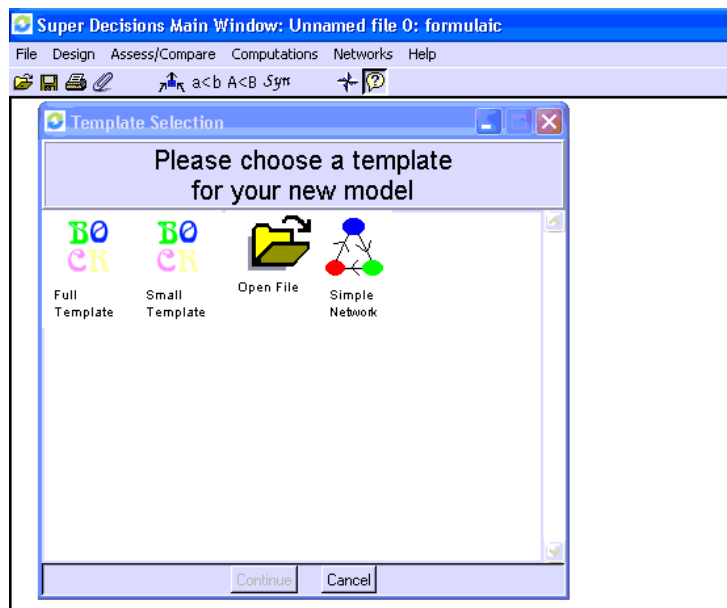 Super Decisions Main Window: Unnamed file 0: formulaic
File Design Assess/Compare Computations Networks Help
a<b A<B Syn
Template Selection
Please choose a template
for your new model
BO
CR
BO
CR
Full
Template
Small
Template
Open File
Simple
Network
Continue Cancel